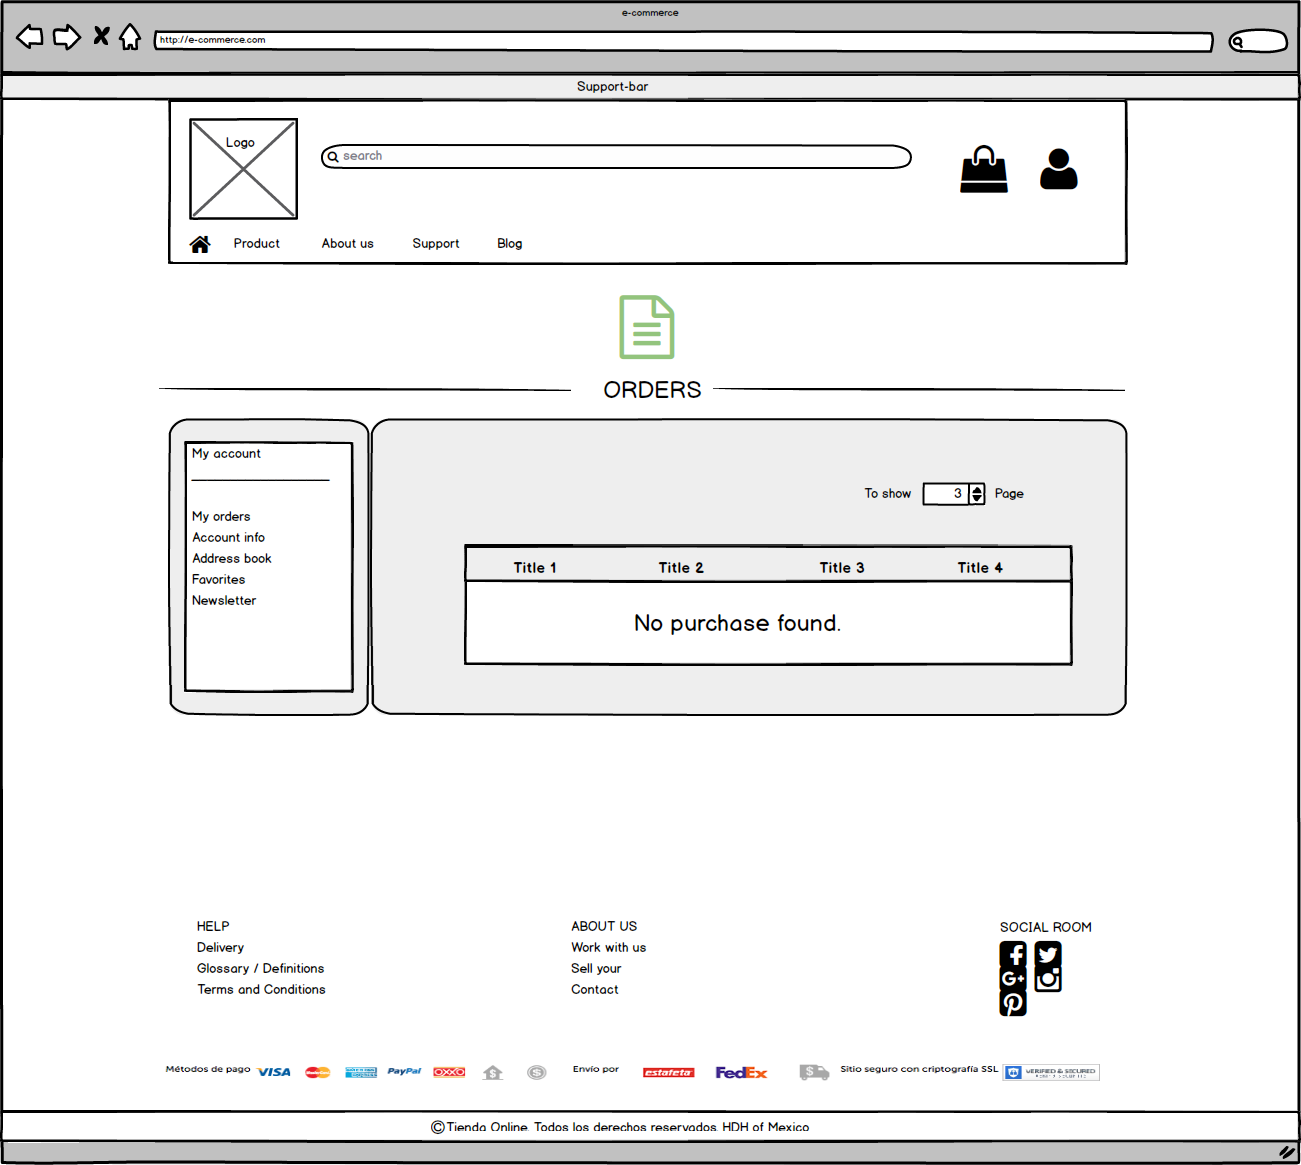 e-commerce
http://e-commerce.com
Support-bar
Logo
search
Product About us Support Blog
ORDERS
My account
My orders
Account info
Address book
Favorites
Newsletter
To show 3 Page
Title 1 Title 2 Title 3 Title 4
No purchase found.
HELP
Delivery
Glossary / Definitions
Terms and Conditions
ABOUT US
Work with us
Sell your
Contact
SOCIAL ROOM
G+
Métodos de pago VISA MasterCard PayPal OXXO Envío por estafeta FedEx Sitio seguro con criptografía SSL VERIFIED & SECURED
©Tienda Online. Todos los derechos reservados. HDH of Mexico